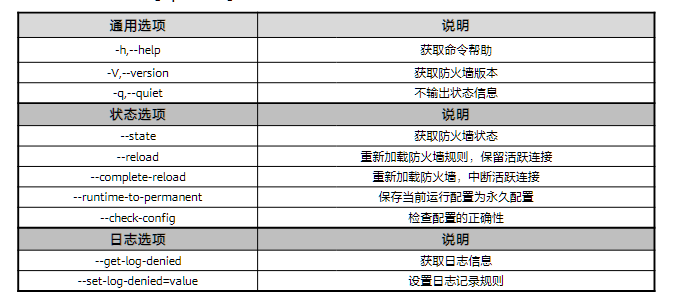 通用选项 说明
-h,--help 获取命令帮助
-V,--version 获取防火墙版本
-q,--quiet 不输出状态信息
状态选项 说明
--state 获取防火墙状态
--reload 重新加载防火墙规则，保留活跃连接
--complete-reload 重新加载防火墙，中断活跃连接
--runtime-to-permanent 保存当前运行配置为永久配置
--check-config 检查配置的正确性
日志选项 说明
--get-log-denied 获取日志信息
--set-log-denied=value 设置日志记录规则